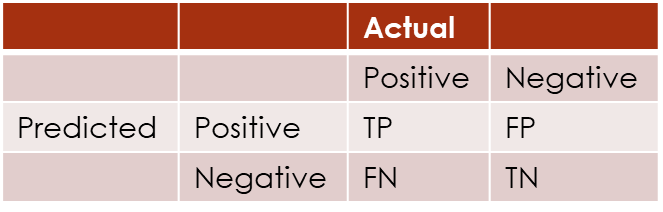 Actual
Positive Negative
Predicted Positive TP FP
Negative FN TN